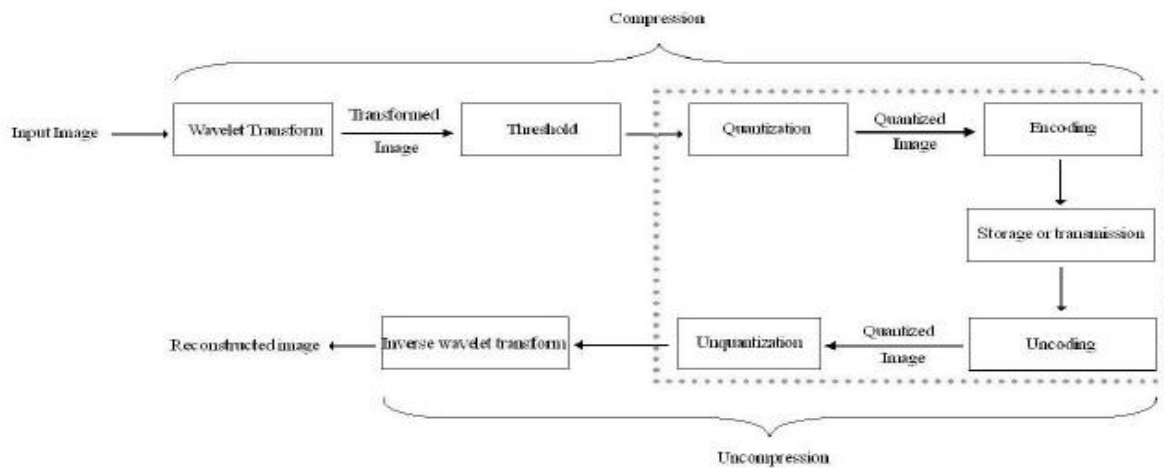 Compression
Input Image
Wavelet Transform
Transformed
Image
Threshold
Quantization
Quantized
Image
Encoding
Storage or transmission
Uncoding
Quantized
Image
Unquantization
Inverse wavelet transform
Reconstructed image
Uncompression